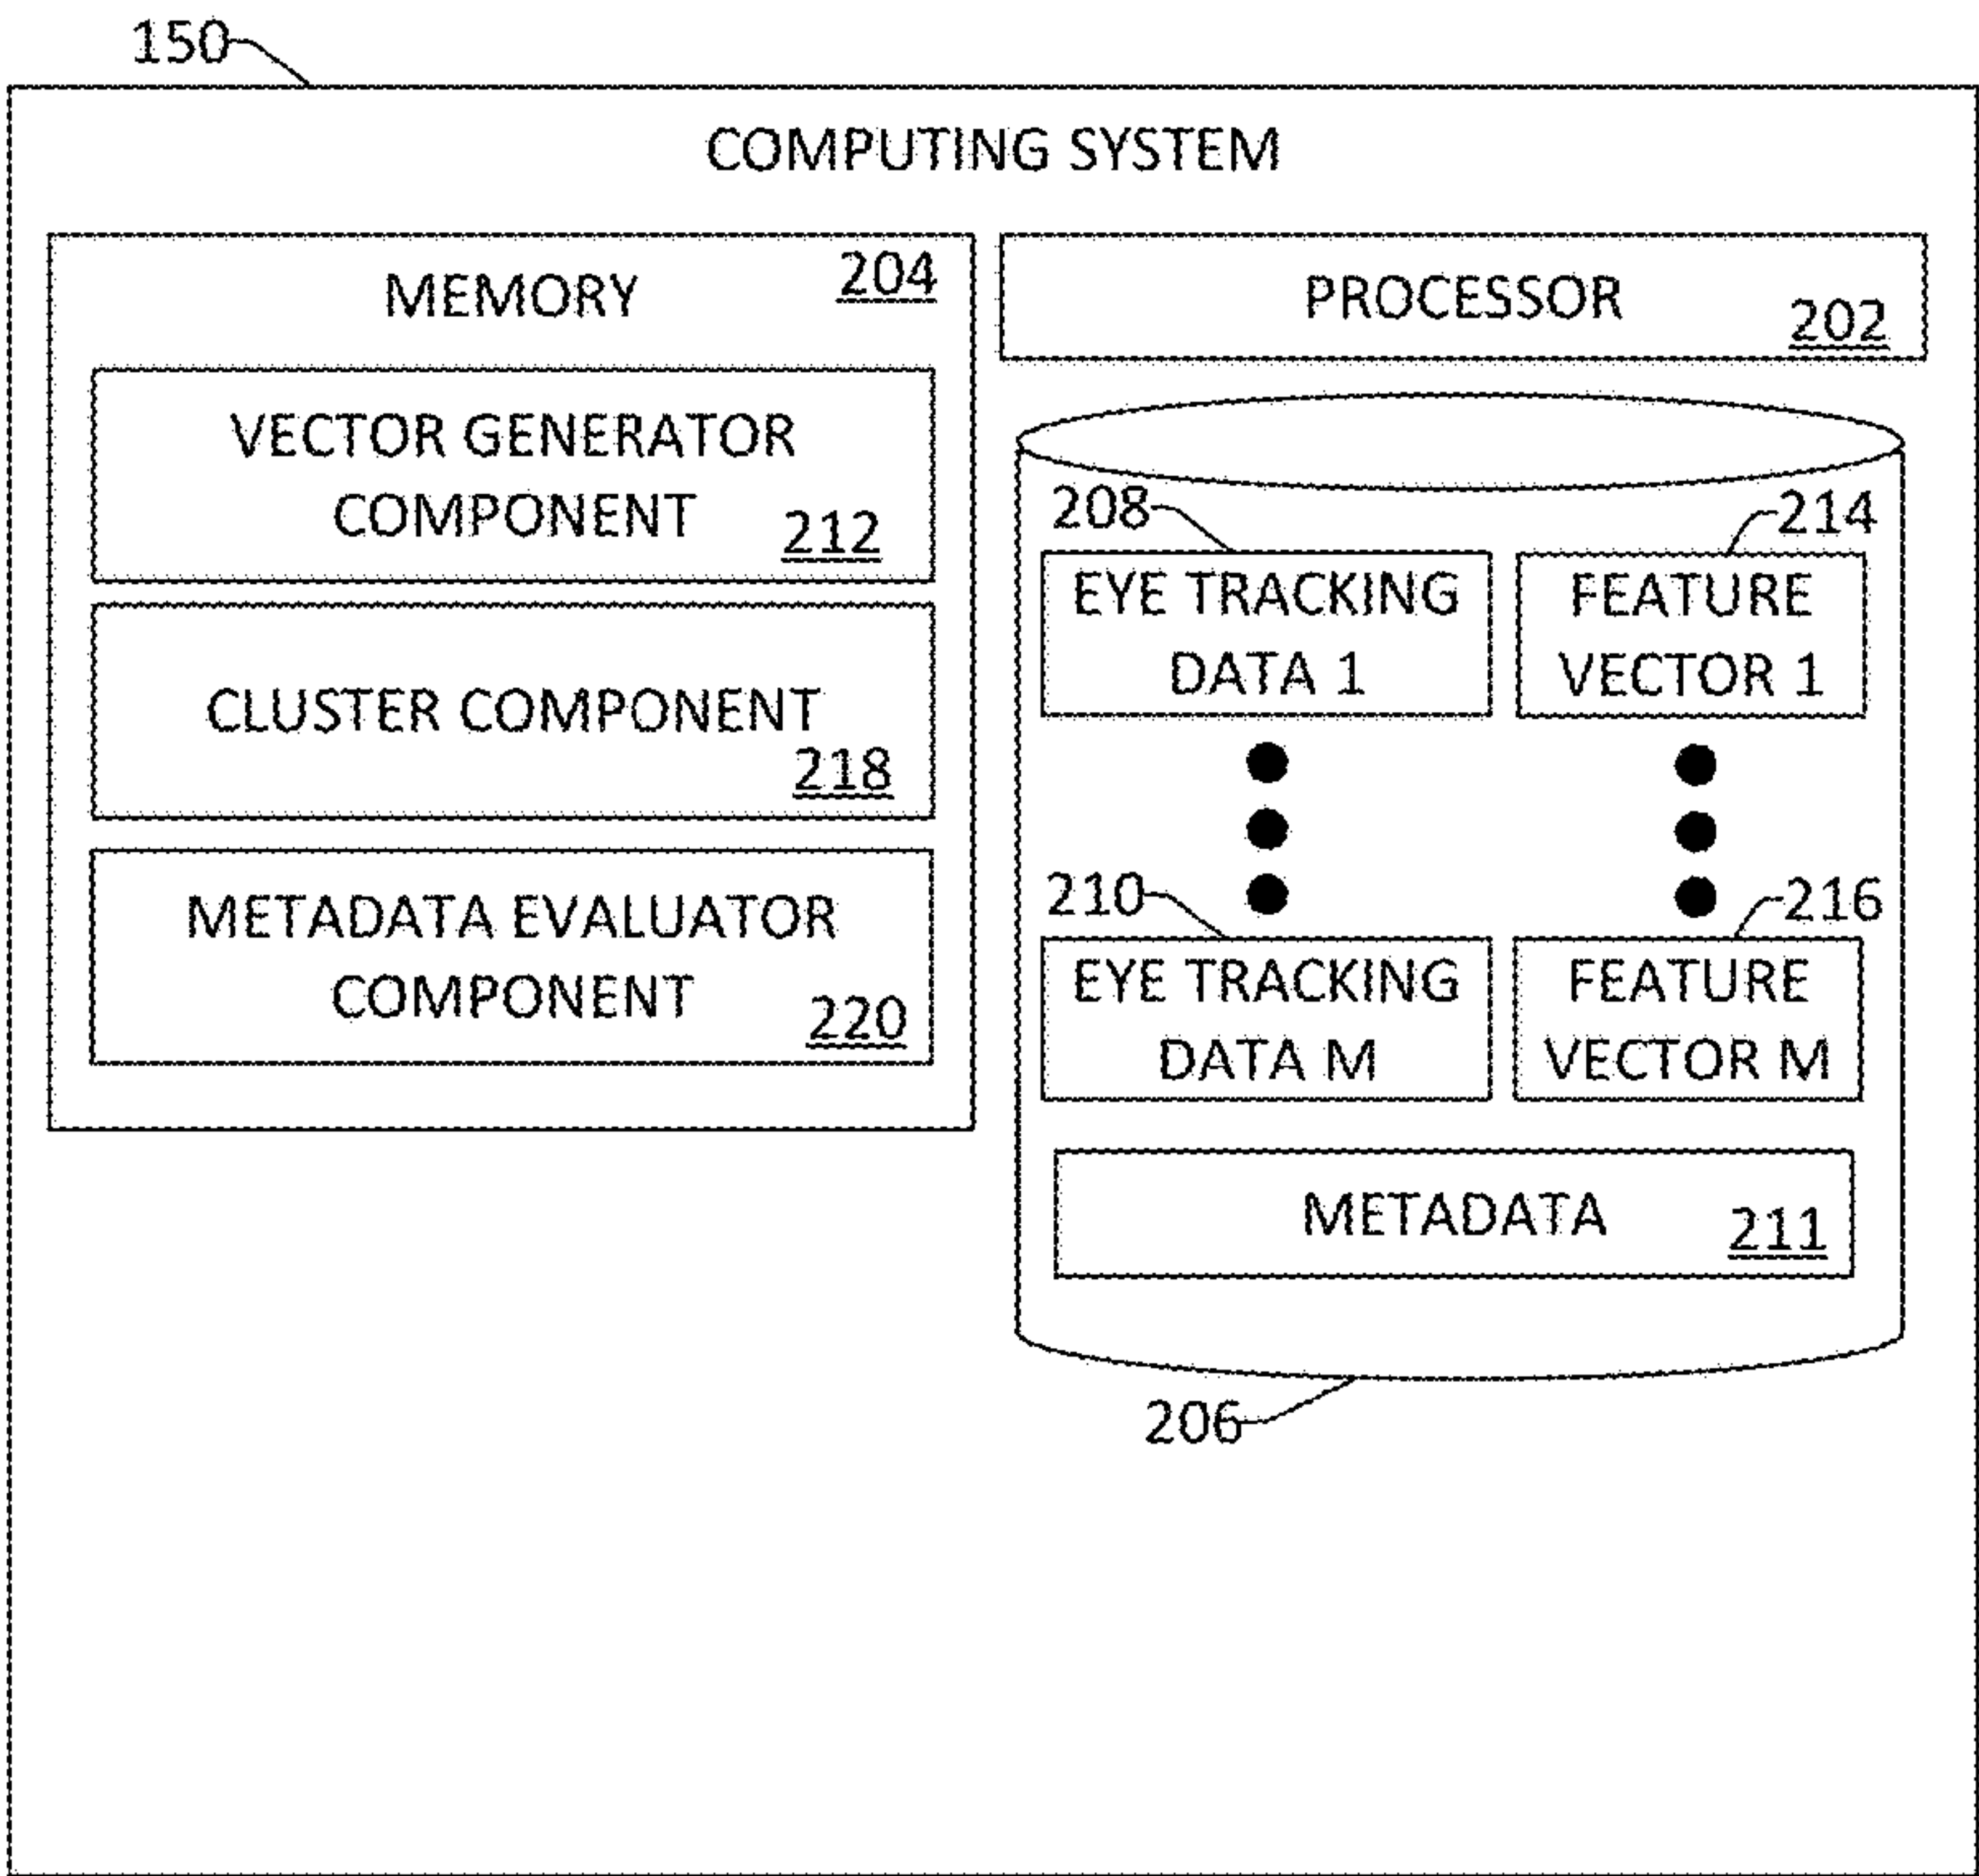 150
COMPUTING SYSTEM
MEMORY
204
VECTOR GENERATOR
COMPONENT
212
CLUSTER COMPONENT
218
METADATA EVALUATOR
COMPONENT
220
PROCESSOR
202
208
EYE TRACKING
DATA 1
214
FEATURE
VECTOR 1
210
EYE TRACKING
DATA M
216
FEATURE
VECTOR M
METADATA
211
206